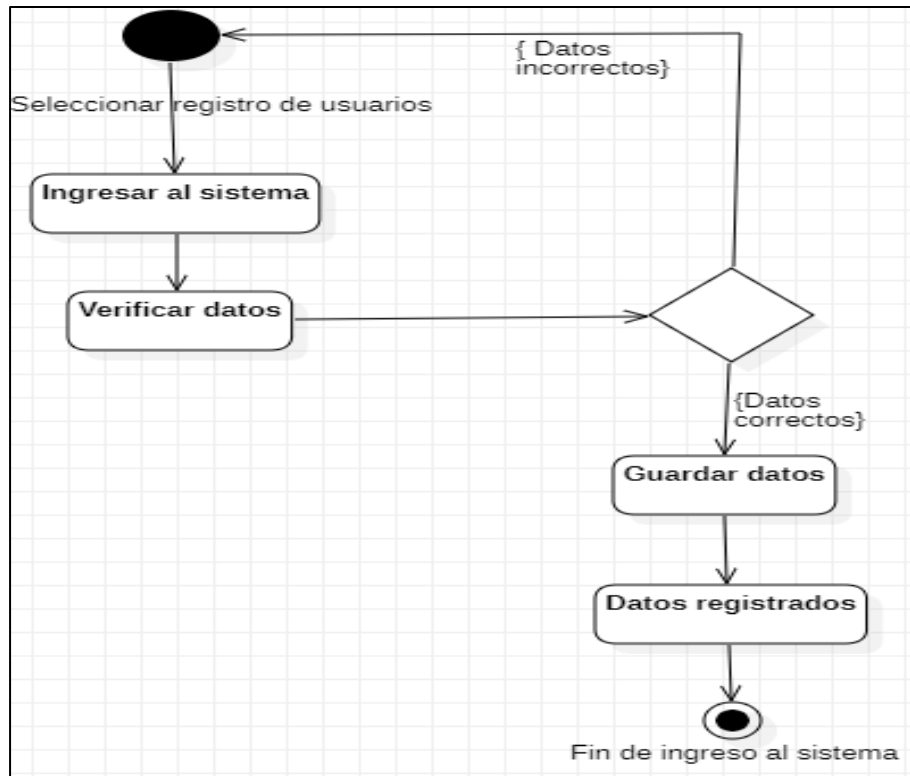 { Datos
incorrectos}
Seleccionar registro de usuarios
Ingresar al sistema
Verificar datos
{Datos
correctos}
Guardar datos
Datos registrados
Fin de ingreso al sistema